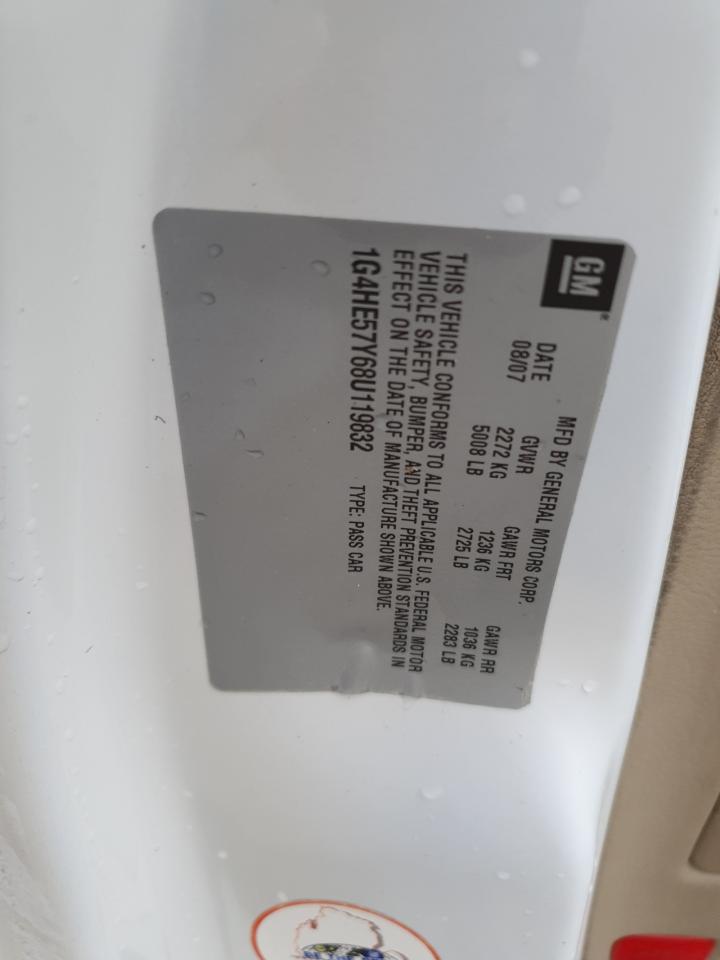 GM
MFD BY GENERAL MOTORS CORP.
DATE GVWR GAWR FRT GAWR RR
08/07 2272 KG 1236 KG 1036 KG
5008 LB 2725 LB 2283 LB
THIS VEHICLE CONFORMS TO ALL APPLICABLE U.S. FEDERAL MOTOR
VEHICLE SAFETY, BUMPER, AND THEFT PREVENTION STANDARDS IN
EFFECT ON THE DATE OF MANUFACTURE SHOWN ABOVE.
1G4HE57Y68U119832 TYPE: PASS CAR